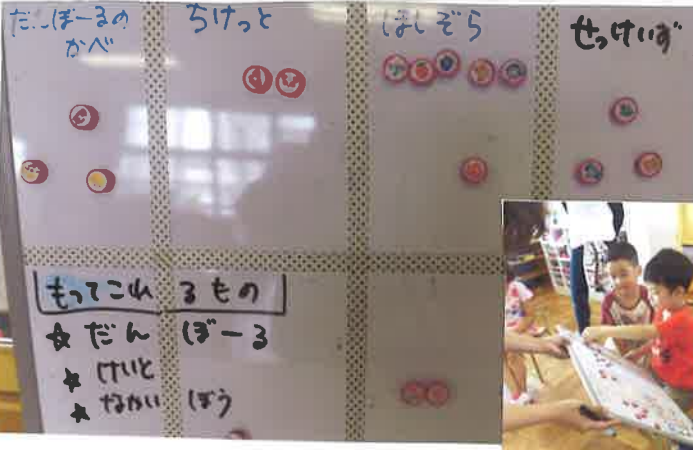 だんぼーるの
かべ
ちけっと
ほしぞら
せっけいず
もってこれるもの
☆ だんぼーる
☆ けいと
☆ ながいぼう